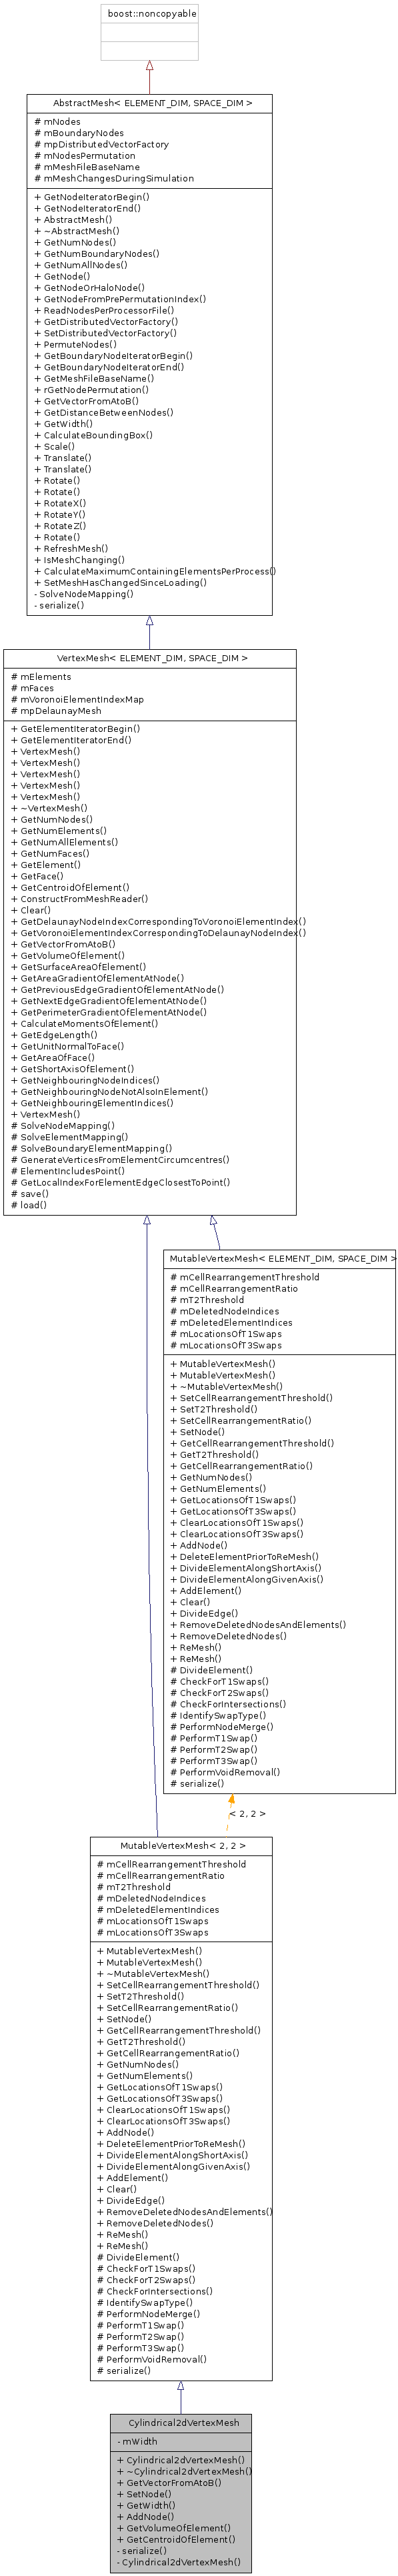 boost::noncopyable
AbstractMesh< ELEMENT_DIM, SPACE_DIM >
# mNodes
# mBoundaryNodes
# mpDistributedVectorFactory
# mNodesPermutation
# mMeshFileBaseName
# mMeshChangesDuringSimulation
+ GetNodeIteratorBegin()
+ GetNodeIteratorEnd()
+ AbstractMesh()
+ ~AbstractMesh()
+ GetNumNodes()
+ GetNumBoundaryNodes()
+ GetNumAllNodes()
+ GetNode()
+ GetNodeOrHaloNode()
+ GetNodeFromPrePermutationIndex()
+ ReadNodesPerProcessorFile()
+ GetDistributedVectorFactory()
+ SetDistributedVectorFactory()
+ PermuteNodes()
+ GetBoundaryNodeIteratorBegin()
+ GetBoundaryNodeIteratorEnd()
+ GetMeshFileBaseName()
+ rGetNodePermutation()
+ GetVectorFromAtoB()
+ GetDistanceBetweenNodes()
+ GetWidth()
+ CalculateBoundingBox()
+ Scale()
+ Translate()
+ Translate()
+ Rotate()
+ Rotate()
+ RotateX()
+ RotateY()
+ RotateZ()
+ Rotate()
+ RefreshMesh()
+ IsMeshChanging()
+ CalculateMaximumContainingElementsPerProcess()
+ SetMeshHasChangedSinceLoading()
- SolveNodeMapping()
- serialize()
VertexMesh< ELEMENT_DIM, SPACE_DIM >
# mElements
# mFaces
# mVoronoiElementIndexMap
# mpDelaunayMesh
+ GetElementIteratorBegin()
+ GetElementIteratorEnd()
+ VertexMesh()
+ VertexMesh()
+ VertexMesh()
+ VertexMesh()
+ VertexMesh()
+ ~VertexMesh()
+ GetNumNodes()
+ GetNumElements()
+ GetNumAllElements()
+ GetNumFaces()
+ GetElement()
+ GetFace()
+ GetCentroidOfElement()
+ ConstructFromMeshReader()
+ Clear()
+ GetDelaunayNodeIndexCorrespondingToVoronoiElementIndex()
+ GetVoronoiElementIndexCorrespondingToDelaunayNodeIndex()
+ GetVectorFromAtoB()
+ GetVolumeOfElement()
+ GetSurfaceAreaOfElement()
+ GetAreaGradientOfElementAtNode()
+ GetPreviousEdgeGradientOfElementAtNode()
+ GetNextEdgeGradientOfElementAtNode()
+ GetPerimeterGradientOfElementAtNode()
+ CalculateMomentsOfElement()
+ GetEdgeLength()
+ GetUnitNormalToFace()
+ GetAreaOfFace()
+ GetShortAxisOfElement()
+ GetNeighbouringNodeIndices()
+ GetNeighbouringNodeNotAlsoInElement()
+ GetNeighbouringElementIndices()
+ VertexMesh()
# SolveNodeMapping()
# SolveElementMapping()
# SolveBoundaryElementMapping()
# GenerateVerticesFromElementCircumcentres()
# ElementIncludesPoint()
# GetLocalIndexForElementEdgeClosestToPoint()
# save()
# load()
MutableVertexMesh< ELEMENT_DIM, SPACE_DIM >
# mCellRearrangementThreshold
# mCellRearrangementRatio
# mT2Threshold
# mDeletedNodeIndices
# mDeletedElementIndices
# mLocationsOfT1Swaps
# mLocationsOfT3Swaps
+ MutableVertexMesh()
+ MutableVertexMesh()
+ ~MutableVertexMesh()
+ SetCellRearrangementThreshold()
+ SetT2Threshold()
+ SetCellRearrangementRatio()
+ SetNode()
+ GetCellRearrangementThreshold()
+ GetT2Threshold()
+ GetCellRearrangementRatio()
+ GetNumNodes()
+ GetNumElements()
+ GetLocationsOfT1Swaps()
+ GetLocationsOfT3Swaps()
+ ClearLocationsOfT1Swaps()
+ ClearLocationsOfT3Swaps()
+ AddNode()
+ DeleteElementPriorToReMesh()
+ DivideElementAlongShortAxis()
+ DivideElementAlongGivenAxis()
+ AddElement()
+ Clear()
+ DivideEdge()
+ RemoveDeletedNodesAndElements()
+ RemoveDeletedNodes()
+ ReMesh()
+ ReMesh()
# DivideElement()
# CheckForT1Swaps()
# CheckForT2Swaps()
# CheckForIntersections()
# IdentifySwapType()
# PerformNodeMerge()
# PerformT1Swap()
# PerformT2Swap()
# PerformT3Swap()
# PerformVoidRemoval()
# serialize()
< 2, 2 >
MutableVertexMesh< 2, 2 >
# mCellRearrangementThreshold
# mCellRearrangementRatio
# mT2Threshold
# mDeletedNodeIndices
# mDeletedElementIndices
# mLocationsOfT1Swaps
# mLocationsOfT3Swaps
+ MutableVertexMesh()
+ MutableVertexMesh()
+ ~MutableVertexMesh()
+ SetCellRearrangementThreshold()
+ SetT2Threshold()
+ SetCellRearrangementRatio()
+ SetNode()
+ GetCellRearrangementThreshold()
+ GetT2Threshold()
+ GetCellRearrangementRatio()
+ GetNumNodes()
+ GetNumElements()
+ GetLocationsOfT1Swaps()
+ GetLocationsOfT3Swaps()
+ ClearLocationsOfT1Swaps()
+ ClearLocationsOfT3Swaps()
+ AddNode()
+ DeleteElementPriorToReMesh()
+ DivideElementAlongShortAxis()
+ DivideElementAlongGivenAxis()
+ AddElement()
+ Clear()
+ DivideEdge()
+ RemoveDeletedNodesAndElements()
+ RemoveDeletedNodes()
+ ReMesh()
+ ReMesh()
# DivideElement()
# CheckForT1Swaps()
# CheckForT2Swaps()
# CheckForIntersections()
# IdentifySwapType()
# PerformNodeMerge()
# PerformT1Swap()
# PerformT2Swap()
# PerformT3Swap()
# PerformVoidRemoval()
# serialize()
Cylindrical2dVertexMesh
- mWidth
+ Cylindrical2dVertexMesh()
+ ~Cylindrical2dVertexMesh()
+ GetVectorFromAtoB()
+ SetNode()
+ GetWidth()
+ AddNode()
+ GetVolumeOfElement()
+ GetCentroidOfElement()
- serialize()
- Cylindrical2dVertexMesh()